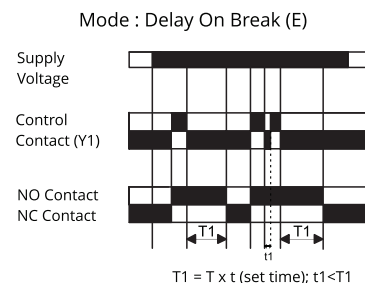 Mode : Delay On Break (E)
Supply
Voltage
Control
Contact (Y1)
NO Contact
NC Contact
T1 T1
t1
T1 = T x t (set time); t1<T1